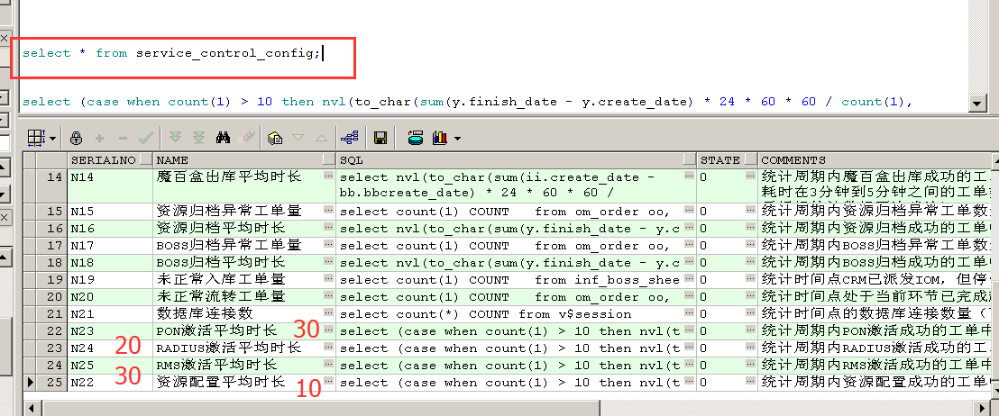 select * from service_control_config;
select (case when count(1) > 10 then nvl(to_char(sum(y.finish_date - y.create_date) * 24 * 60 * 60 / count(1),
SERIALNO NAME SQL STATE COMMENTS
14 N14 魔百盒出库平均时长 select nvl(to_char(sum(ii.create_date - 0 统计周期内魔百盒出库成功的工
bb.bbcreate_date) * 24 * 60 * 60 / 耗时在3分钟到5分钟之间的工单
15 N15 资源归档异常工单量 select count(1) COUNT from om_order oo, 0 统计周期内资源归档异常工单数
16 N16 资源归档平均时长 select nvl(to_char(sum(y.finish_date - y.c 0 统计周期内资源归档成功的工单
17 N17 BOSS归档异常工单量 select count(1) COUNT from om_order oo, 0 统计周期内BOSS归档异常工单数
18 N18 BOSS归档平均时长 select nvl(to_char(sum(y.finish_date - y.c 0 统计周期内BOSS归档成功的工单
19 N19 未正常入库工单量 select count(1) COUNT from inf_boss_shee 0 统计时间点CRM已派发IOM，但停
20 N20 未正常流转工单量 select count(1) COUNT from om_order oo, 0 统计时间点处于当前环节已完成
21 N21 数据库连接数 select count(*) COUNT from v$session 0 统计时间点的数据库连接数量（
22 N23 PON激活平均时长 30 select (case when count(1) > 10 then nvl(t 0 统计周期内PON激活成功的工单中
23 N24 20 RADIUS激活平均时长 select (case when count(1) > 10 then nvl(t 0 统计周期内RADIUS激活成功的工
24 N25 30 RMS激活平均时长 select (case when count(1) > 10 then nvl(t 0 统计周期内RMS激活成功的工单中
25 N22 资源配置平均时长 10 select (case when count(1) > 10 then nvl(t 0 统计周期内资源配置成功的工单